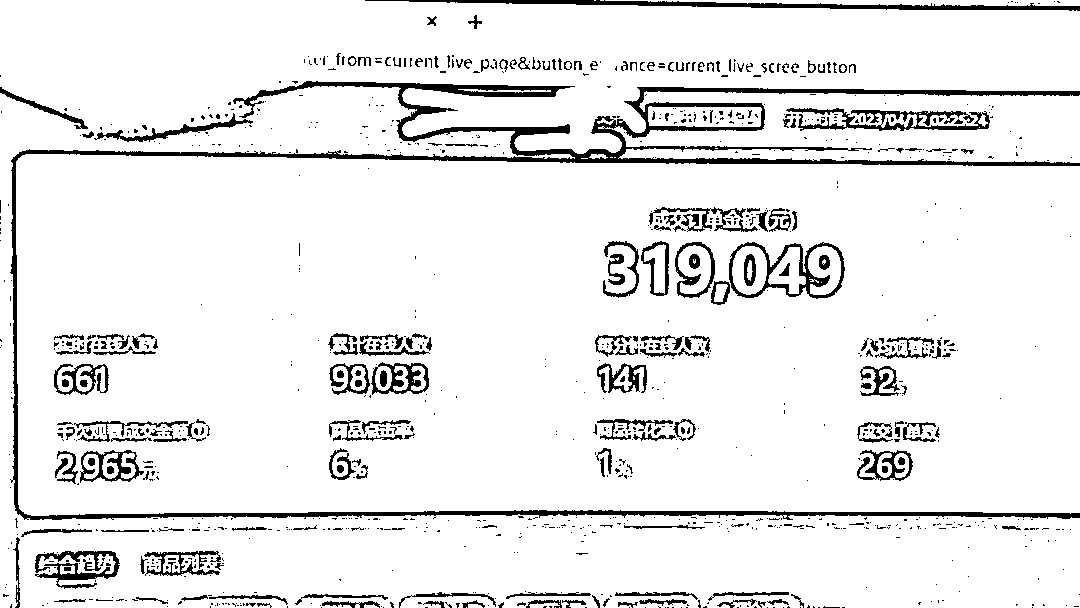 × +
_from=current_live_page&button_e ance=current_live_scree_button
开播时间: 2023/04/12 02:25:24
成交订单金额 (元)
319,049
实时在线人数 累计在线人数 每分钟在线人数 人均观看时长
661 98,033 141 32s
千次观看成交金额 商品点击率 商品转化率 成交订单数
2,965元 6% 1% 269
综合趋势 商品列表